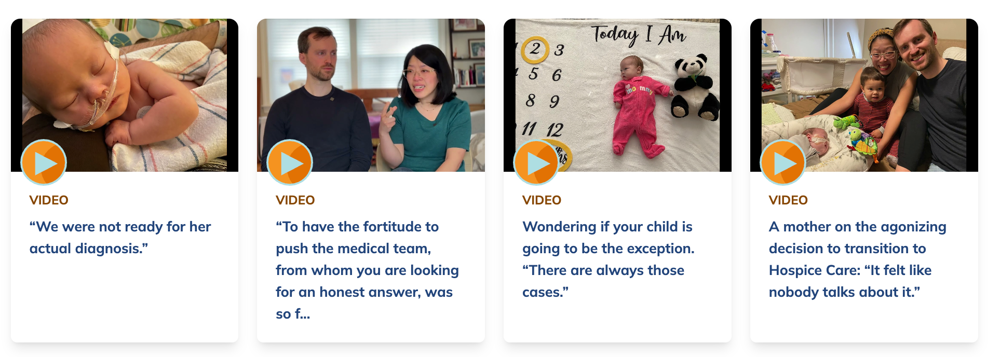 Today I Am
2 3
5 6
8 9
11 12
mommy
VIDEO
“We were not ready for her
actual diagnosis.”
VIDEO
“To have the fortitude to
push the medical team,
from whom you are looking
for an honest answer, was
so f...
VIDEO
Wondering if your child is
going to be the exception.
“There are always those
cases.”
VIDEO
A mother on the agonizing
decision to transition to
Hospice Care: “It felt like
nobody talks about it.”